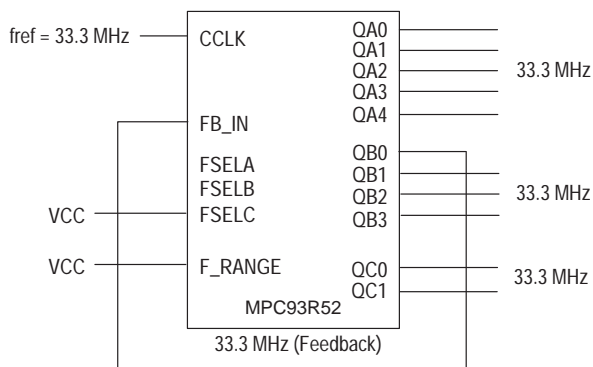 fref = 33.3 MHz
CCLK
QA0
QA1
QA2
QA3
QA4
33.3 MHz
FB_IN
QB0
QB1
QB2
QB3
33.3 MHz
FSELA
FSELB
VCC
FSELC
VCC
F_RANGE
QC0
QC1
33.3 MHz
MPC93R52
33.3 MHz (Feedback)